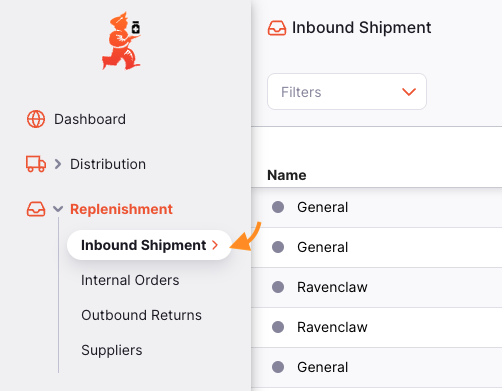 Dashboard
Distribution
Replenishment
Inbound Shipment
Internal Orders
Outbound Returns
Suppliers
Inbound Shipment
Filters
Name
General
General
Ravenclaw
Ravenclaw
General